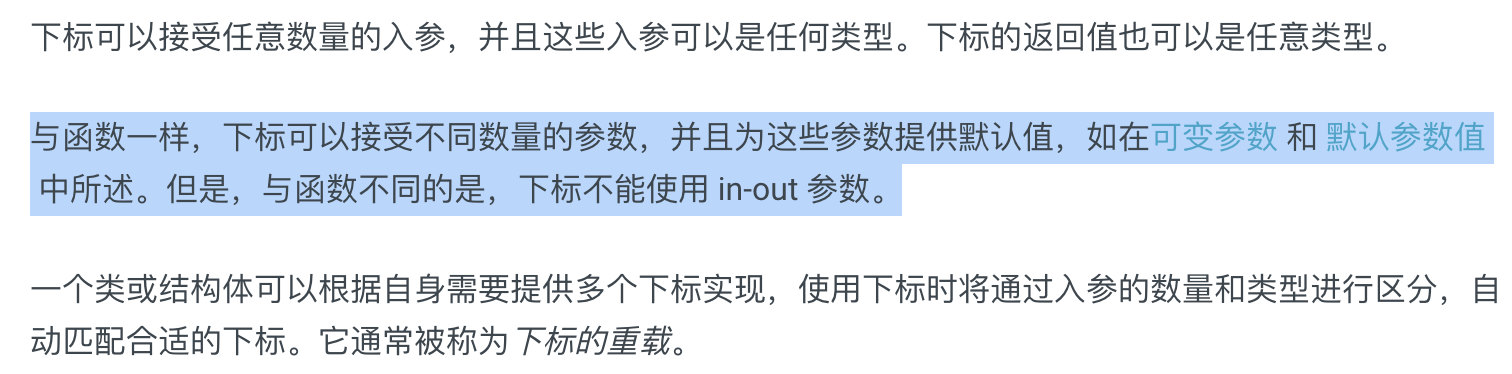 下标可以接受任意数量的入参，并且这些入参可以是任何类型。下标的返回值也可以是任意类型。
与函数一样，下标可以接受不同数量的参数，并且为这些参数提供默认值，如在可变参数 和 默认参数值
中所述。但是，与函数不同的是，下标不能使用 in-out 参数。
一个类或结构体可以根据自身需要提供多个下标实现，使用下标时将通过入参的数量和类型进行区分，自
动匹配合适的下标。它通常被称为下标的重载。